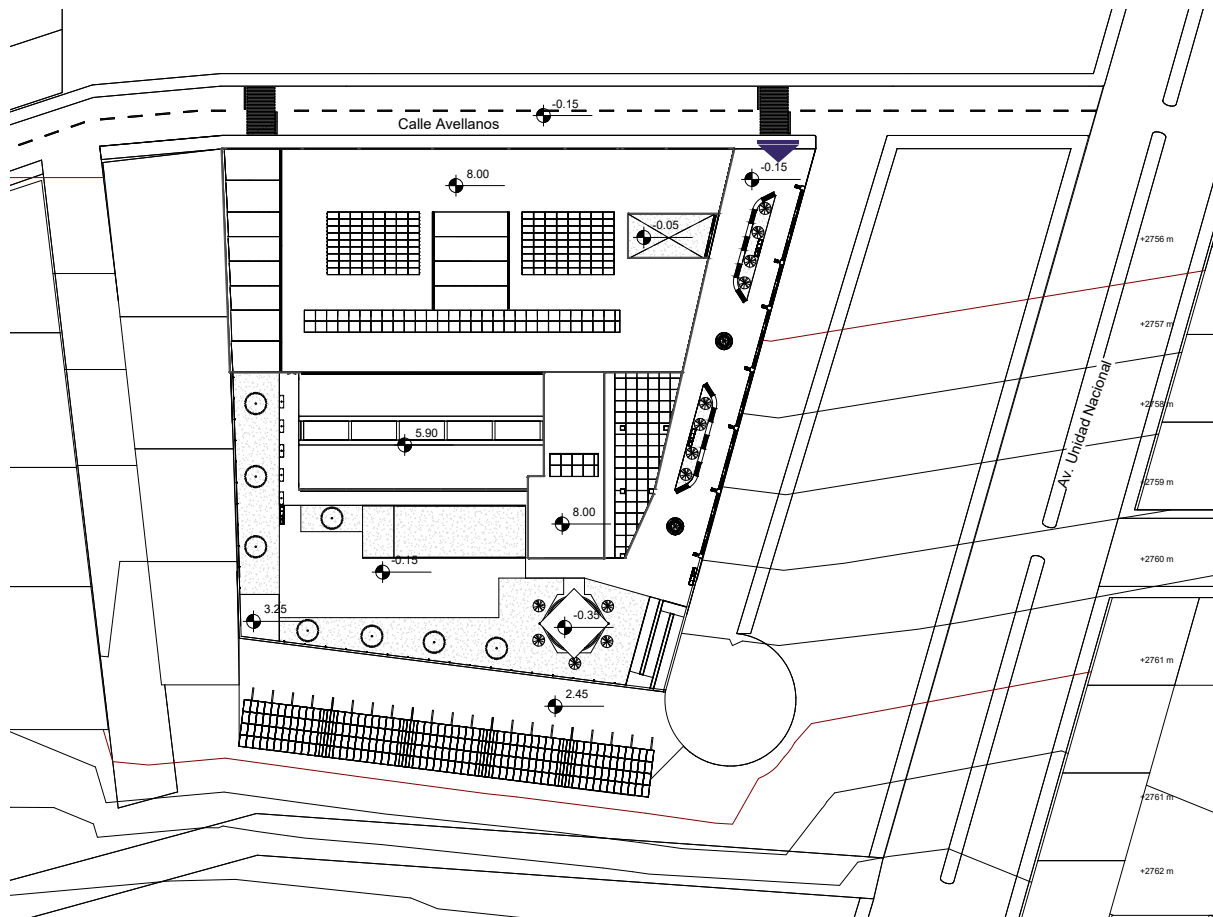 -0.15
Calle Avellanos
-0.15
8.00
-0.05
+2756 m
+2757 m
Av. Unidad Nacional
+2758 m
5.90
+2759 m
8.00
+2760 m
-0.15
3.25
-0.35
+2761 m
2.45
+2761 m
+2762 m